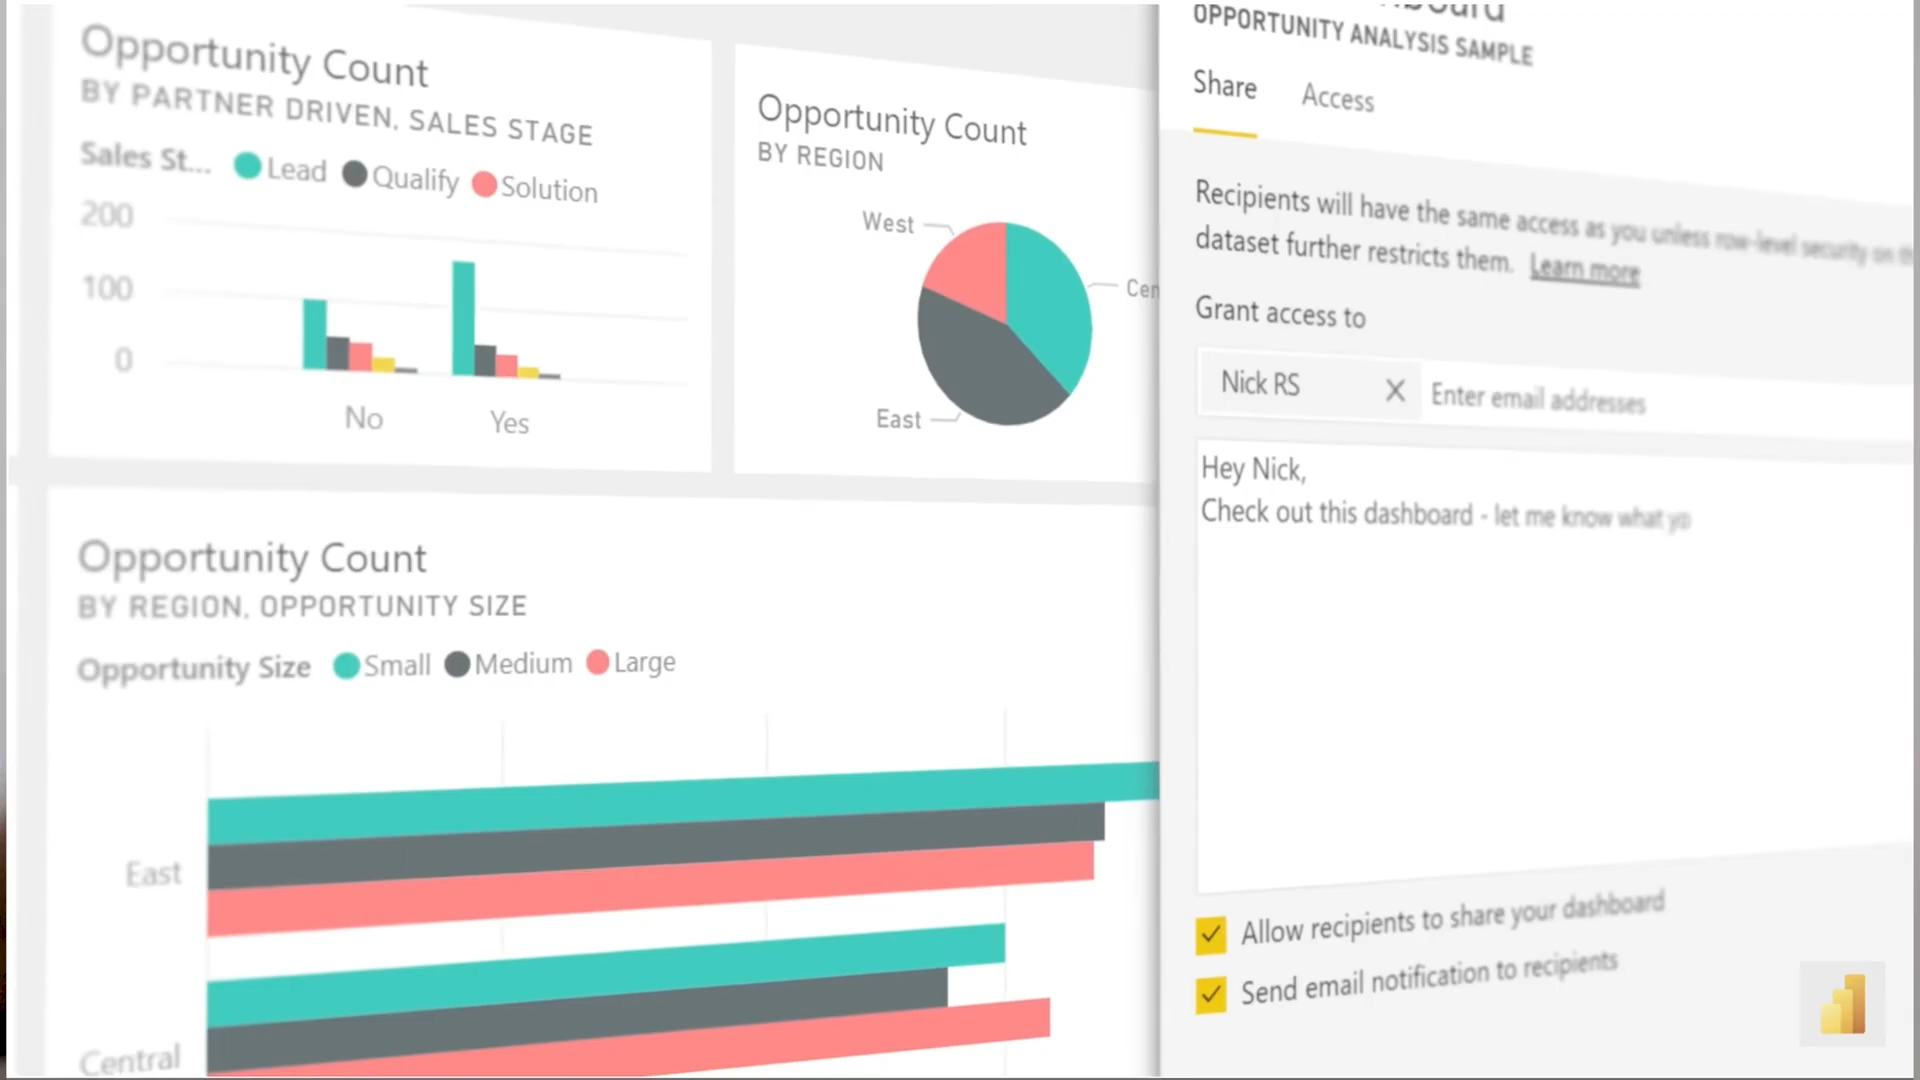 Opportunity Count
BY PARTNER DRIVEN, SALES STAGE
Sales St... Lead Qualify Solution
200
100
0
No Yes
Opportunity Count
BY REGION
West
Cen
East
Opportunity Count
BY REGION, OPPORTUNITY SIZE
Opportunity Size Small Medium Large
East
Central
OPPORTUNITY ANALYSIS SAMPLE
Share Access
Recipients will have the same access as you unless row-level security on th
dataset further restricts them. Learn more
Grant access to
Nick RS Enter email addresses
Hey Nick,
Check out this dashboard - let me know what yo
Allow recipients to share your dashboard
Send email notification to recipients